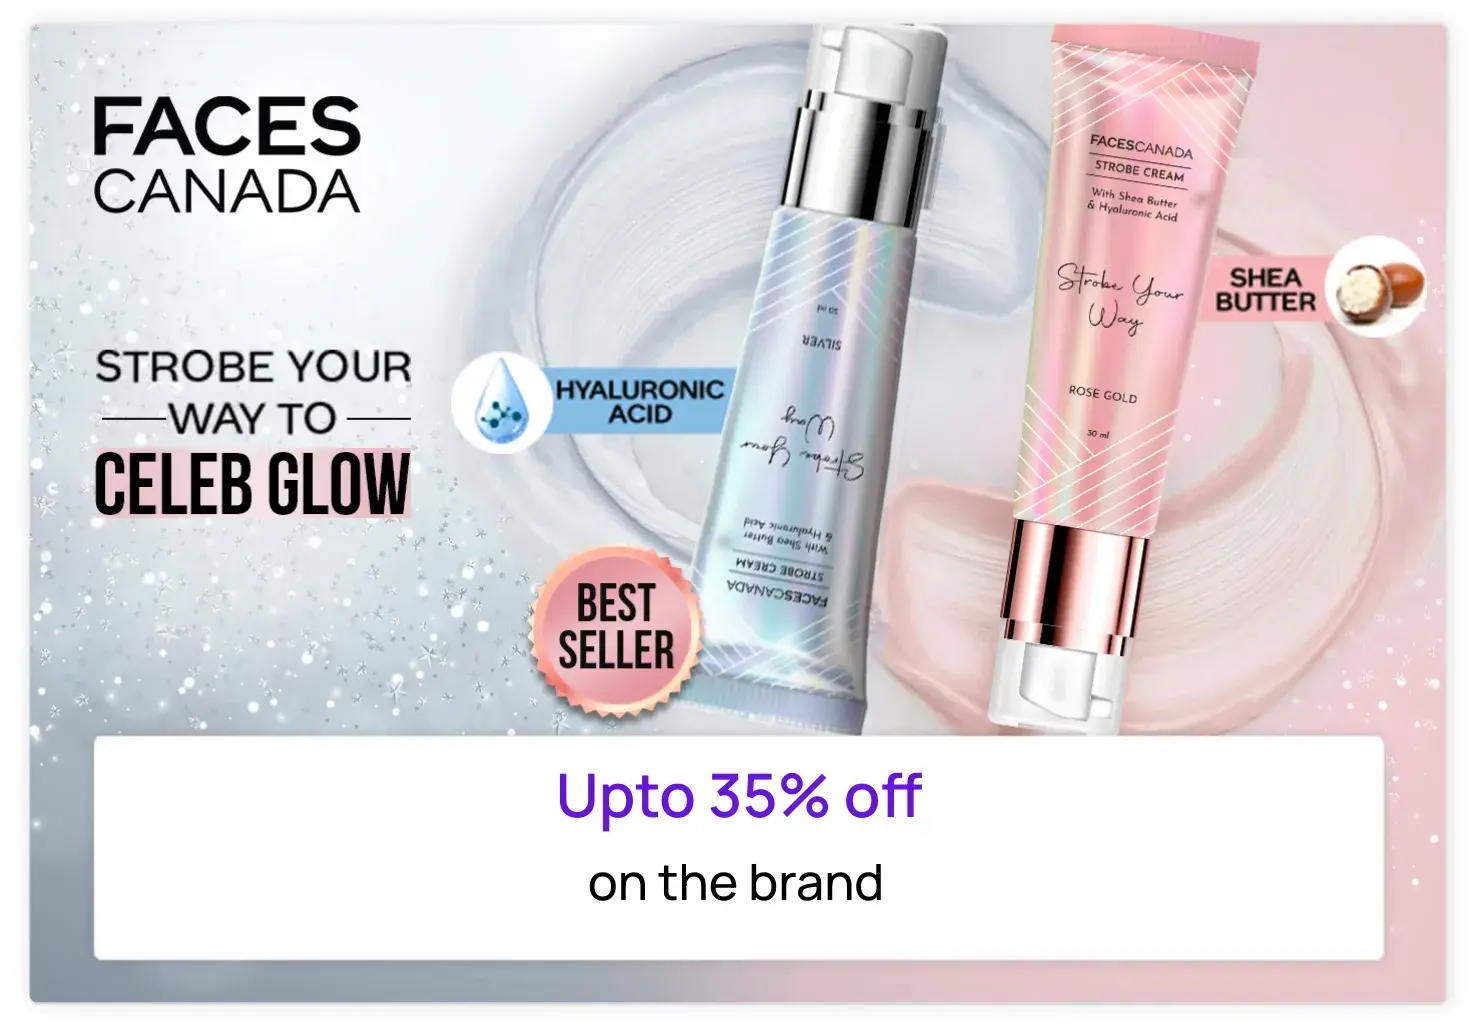 FACES
CANADA
STROBE YOUR
WAY TO
CELEB GLOW
HYALURONIC
ACID
BEST
SELLER
30 ml
SILVER
Strobe Your
Way
With Shea Butter
& Hyaluronic Acid
STROBE CREAM
FACESCANADA
FACESCANADA
STROBE CREAM
With Shea Butter
& Hyaluronic Acid
Strobe Your
Way
ROSE GOLD
30 ml
SHEA
BUTTER
Upto 35% off
on the brand